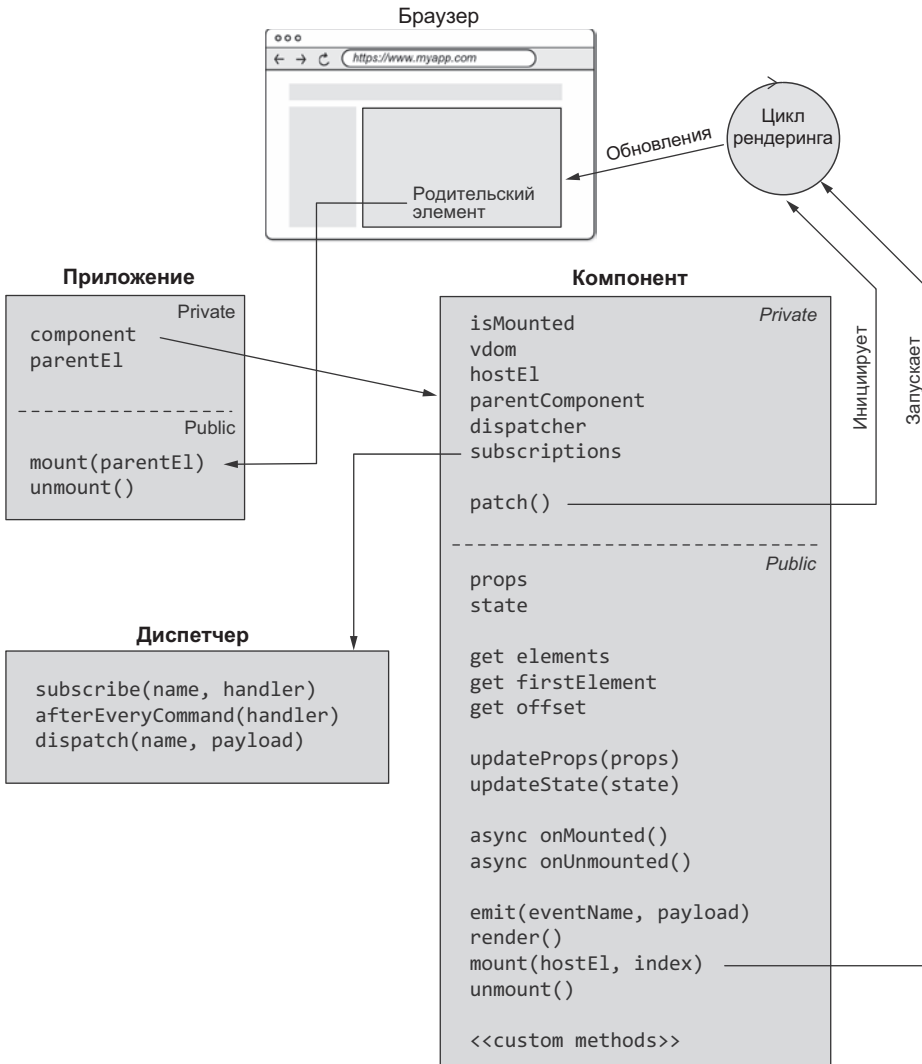 Браузер
https://www.myapp.com
Цикл
рендеринга
Обновления
Родительский
элемент
Приложение
Private
component
parentEl
Public
mount(parentEl)
unmount()
Компонент
Private
isMounted
vdom
hostEl
parentComponent
dispatcher
subscriptions
patch()
Public
props
state
get elements
get firstElement
get offset
updateProps(props)
updateState(state)
async onMounted()
async onUnmounted()
emit(eventName, payload)
render()
mount(hostEl, index)
unmount()
<<custom methods>>
Инициирует
Запускает
Диспетчер
subscribe(name, handler)
afterEveryCommand(handler)
dispatch(name, payload)